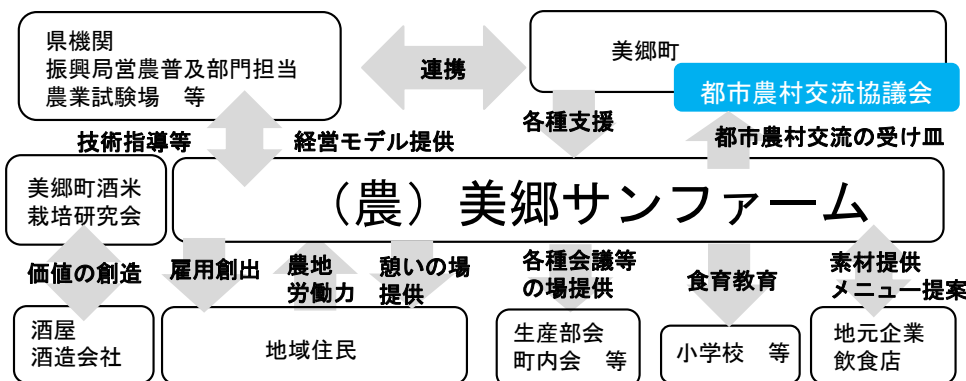 県機関
振興局営農普及部門担当
農業試験場　等
連携
美郷町
都市農村交流協議会
技術指導等
経営モデル提供
各種支援
都市農村交流の受け皿
美郷町酒米
栽培研究会
（農）美郷サンファーム
価値の創造
雇用創出
農地
労働力
憩いの場
提供
各種会議等
の場提供
食育教育
素材提供
メニュー提案
酒屋
酒造会社
地域住民
生産部会
町内会　等
小学校　等
地元企業
飲食店